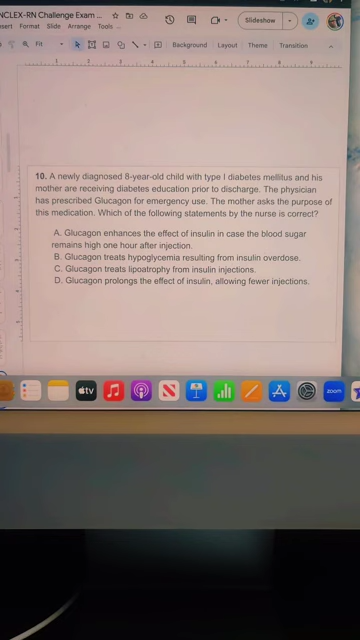 NCLEX-RN Challenge Exam ...
Format Slide Arrange Tools ...
Slideshow
Fit
Background Layout Theme Transition
10. A newly diagnosed 8-year-old child with type I diabetes mellitus and his
mother are receiving diabetes education prior to discharge. The physician
has prescribed Glucagon for emergency use. The mother asks the purpose of
this medication. Which of the following statements by the nurse is correct?
A. Glucagon enhances the effect of insulin in case the blood sugar
remains high one hour after injection.
B. Glucagon treats hypoglycemia resulting from insulin overdose.
C. Glucagon treats lipoatrophy from insulin injections.
D. Glucagon prolongs the effect of insulin, allowing fewer injections.
tv
zoom